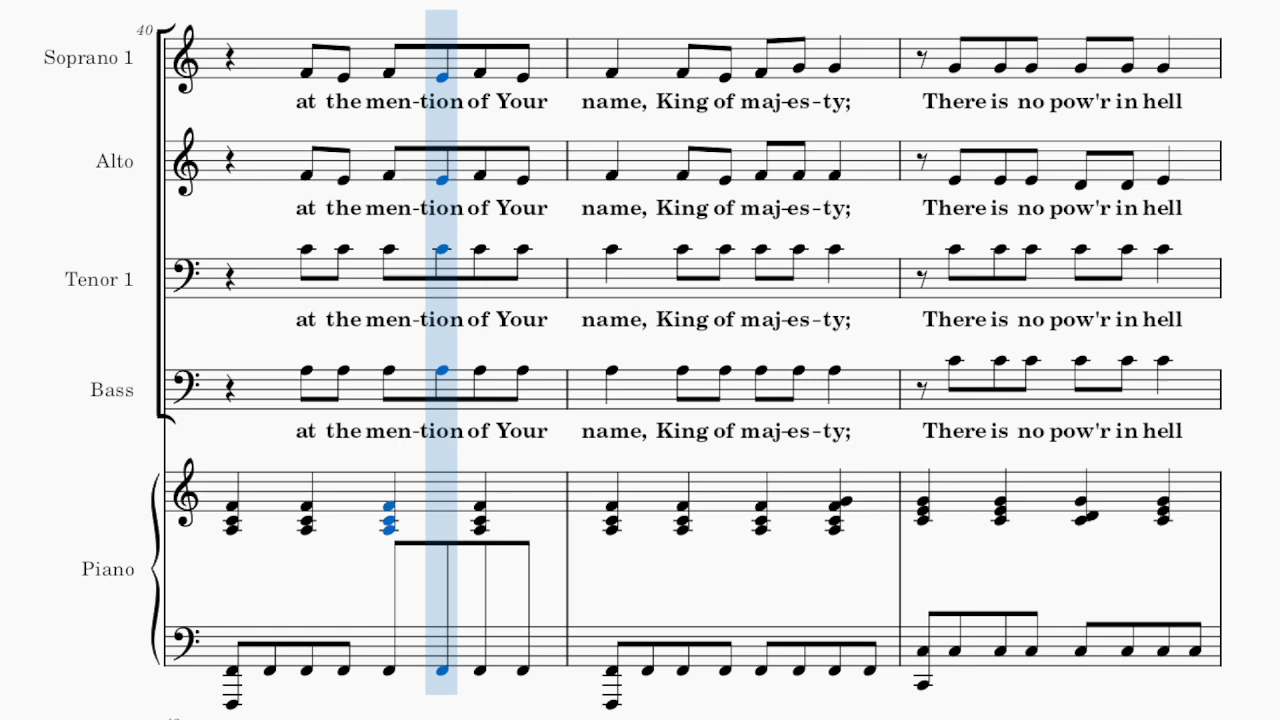 40
Soprano 1
at the men-tion of Your name, King of maj-es-ty; There is no pow'r in hell
Alto
at the men-tion of Your name, King of maj-es-ty; There is no pow'r in hell
Tenor 1
at the men-tion of Your name, King of maj-es-ty; There is no pow'r in hell
Bass
at the men-tion of Your name, King of maj-es-ty; There is no pow'r in hell
Piano